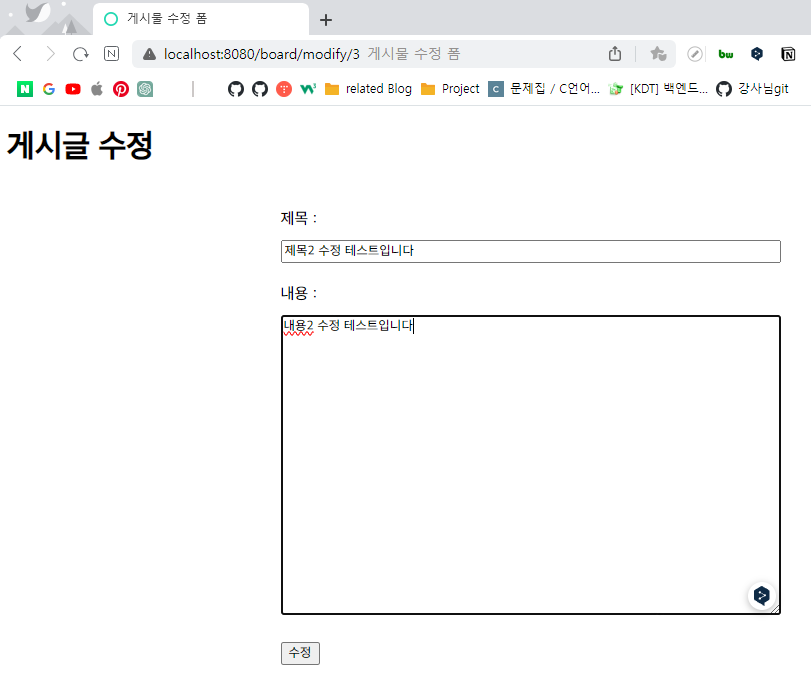 게시물 수정 폼
localhost:8080/board/modify/3 게시물 수정 폼
related Blog Project 문제집 / C언어... [KDT] 백엔드... 강사님git
게시글 수정
제목 :
제목2 수정 테스트입니다
내용 :
내용2 수정 테스트입니다
수정